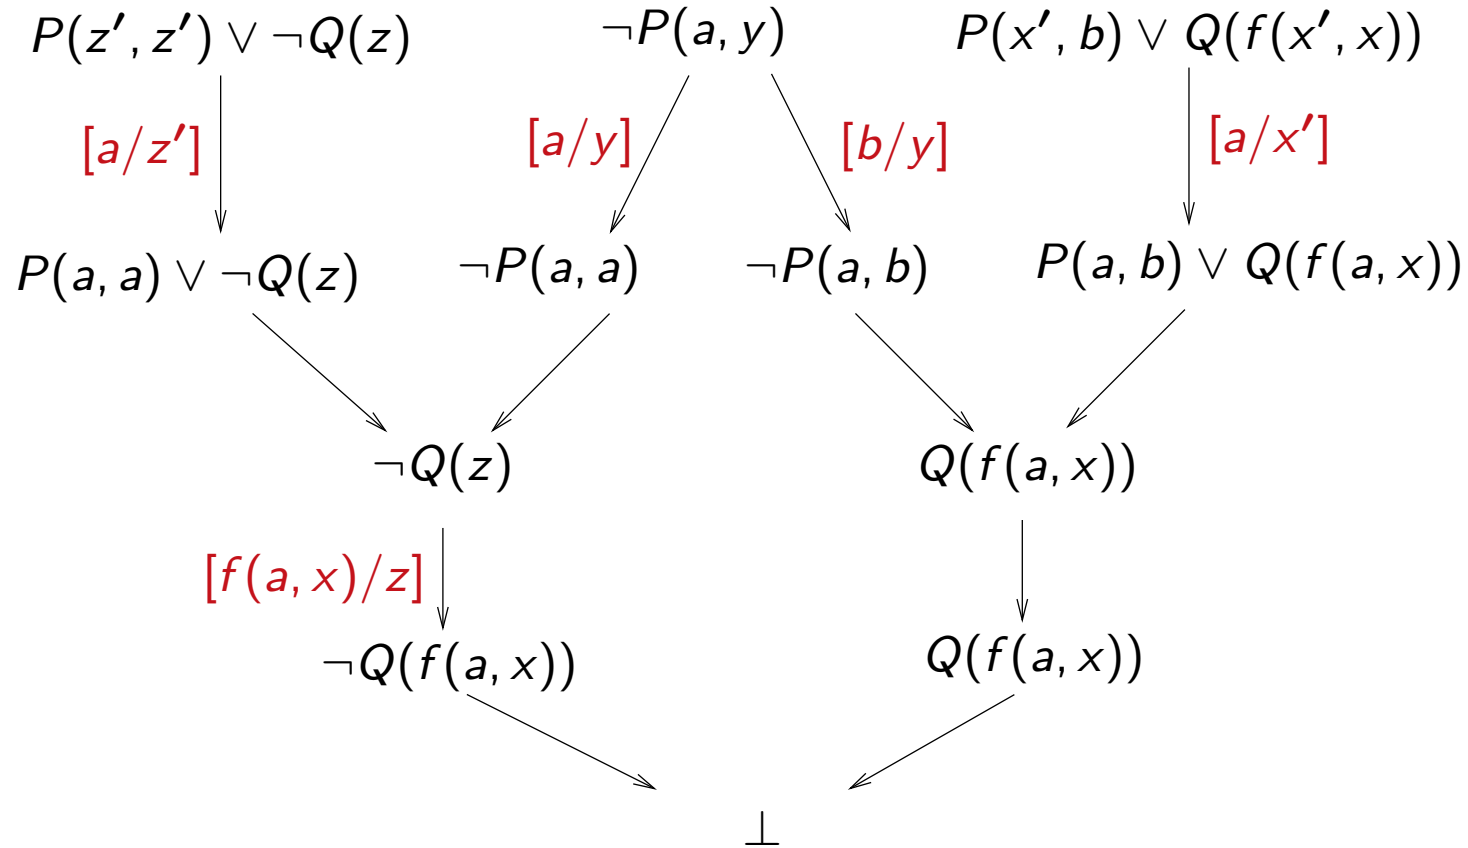 P(z′, z′) ∨ ¬Q(z) ¬P(a, y) P(x′, b) ∨ Q(f(x′, x))
[a/z′] [a/y] [b/y] [a/x′]
P(a, a) ∨ ¬Q(z) ¬P(a, a) ¬P(a, b) P(a, b) ∨ Q(f(a, x))
¬Q(z) Q(f(a, x))
[f(a, x)/z]
¬Q(f(a, x)) Q(f(a, x))
⊥